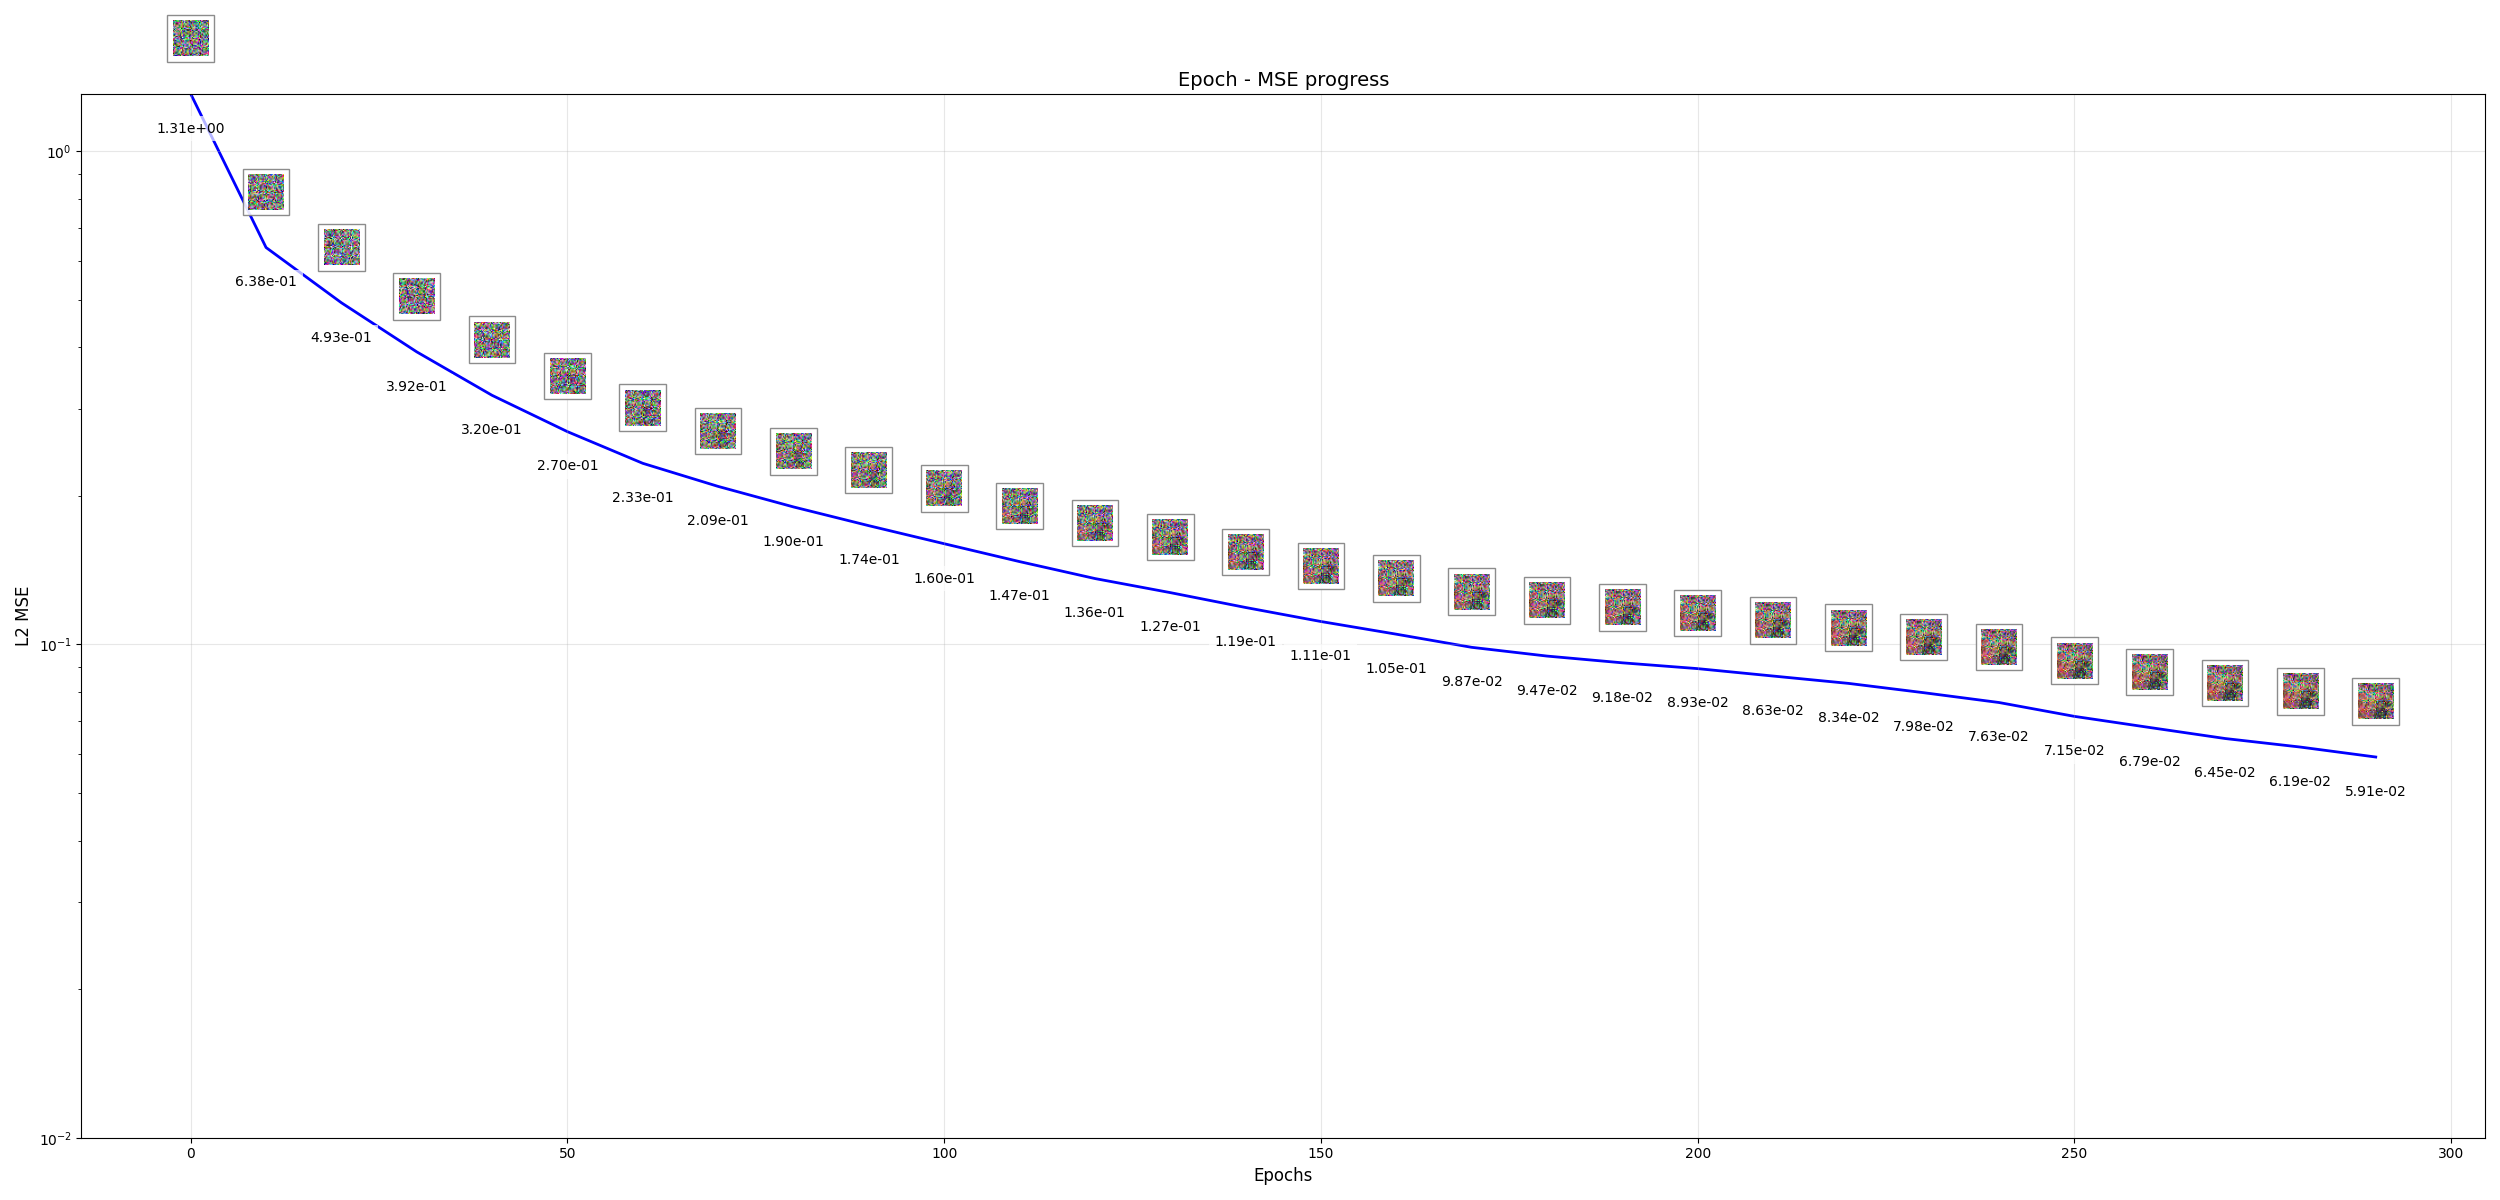 Epoch - MSE progress
1.31e+00
10⁰
6.38e-01
4.93e-01
3.92e-01
3.20e-01
2.70e-01
2.33e-01
2.09e-01
1.90e-01
1.74e-01
1.60e-01
1.47e-01
1.36e-01
1.27e-01
1.19e-01
1.11e-01
1.05e-01
9.87e-02
9.47e-02
9.18e-02
8.93e-02
8.63e-02
8.34e-02
7.98e-02
7.63e-02
7.15e-02
6.79e-02
6.45e-02
6.19e-02
5.91e-02
L2 MSE
10⁻¹
10⁻²
0 50 100 150 200 250 300
Epochs